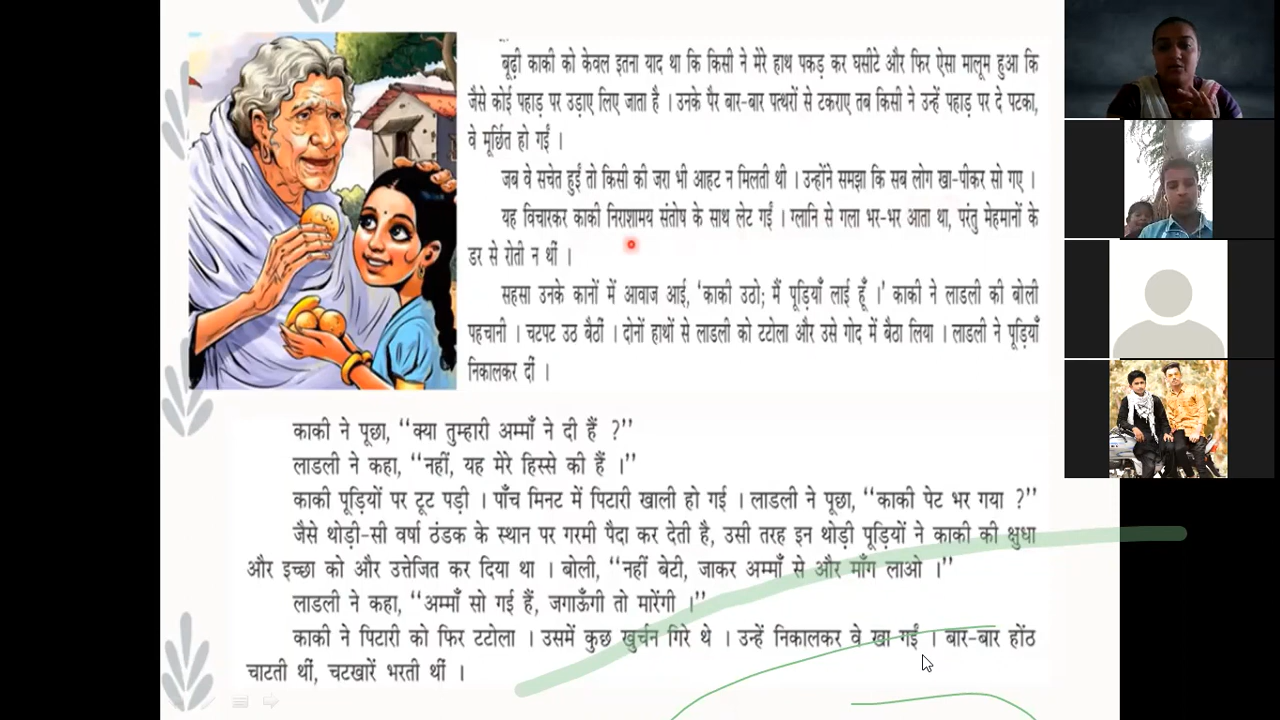 बूढ़ी काकी को केवल इतना याद था कि किसी ने मेरे हाथ पकड़ कर घसीटे और फिर ऐसा मालूम हुआ कि
जैसे कोई पहाड़ पर उड़ाए लिए जाता है । उनके पैर बार-बार पत्थरों से टकराए तब किसी ने उन्हें पहाड़ पर दे पटका,
वे मूर्छित हो गईं ।
जब वे सचेत हुईं तो किसी की जरा भी आहट न मिलती थी । उन्होंने समझा कि सब लोग खा-पीकर सो गए ।
यह विचारकर काकी निराशामय संतोष के साथ लेट गईं । ग्लानि से गला भर-भर आता था, परंतु मेहमानों के
डर से रोती न थीं ।
सहसा उनके कानों में आवाज आई, ‘काकी उठो; मैं पूड़ियाँ लाई हूँ ।’ काकी ने लाडली की बोली
पहचानी । चटपट उठ बैठीं । दोनों हाथों से लाडली को टटोला और उसे गोद में बैठा लिया । लाडली ने पूड़ियाँ
निकालकर दीं ।
काकी ने पूछा, ‘‘क्या तुम्हारी अम्माँ ने दी हैं ?’’
लाडली ने कहा, ‘‘नहीं, यह मेरे हिस्से की हैं ।’’
काकी पूड़ियों पर टूट पड़ी । पाँच मिनट में पिटारी खाली हो गई । लाडली ने पूछा, ‘‘काकी पेट भर गया ?’’
जैसे थोड़ी-सी वर्षा ठंडक के स्थान पर गरमी पैदा कर देती है, उसी तरह इन थोड़ी पूड़ियों ने काकी की क्षुधा
और इच्छा को और उत्तेजित कर दिया था । बोली, ‘‘नहीं बेटी, जाकर अम्माँ से और माँग लाओ ।’’
लाडली ने कहा, ‘‘अम्माँ सो गई हैं, जगाऊँगी तो मारेंगी ।’’
काकी ने पिटारी को फिर टटोला । उसमें कुछ खुर्चन गिरे थे । उन्हें निकालकर वे खा गईं । बार-बार होंठ
चाटती थीं, चटखारें भरती थीं ।